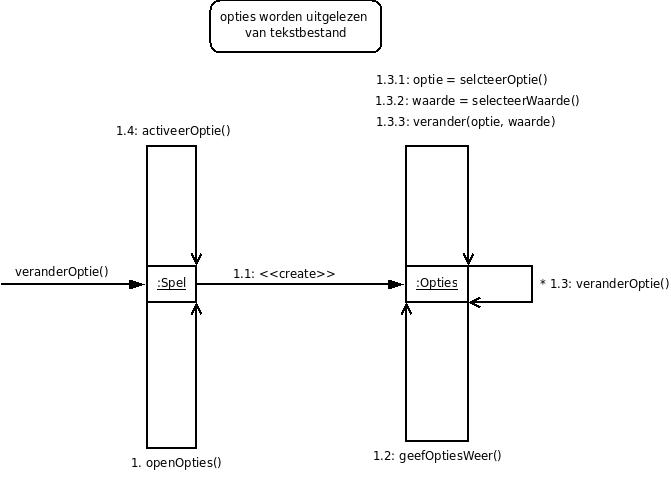 opties worden uitgelezen
van tekstbestand
1.3.1: optie = selcteerOptie()
1.3.2: waarde = selecteerWaarde()
1.3.3: verander(optie, waarde)
1.4: activeerOptie()
veranderOptie()
:Spel
1.1: <<create>>
:Opties
* 1.3: veranderOptie()
1. openOpties()
1.2: geefOptiesWeer()